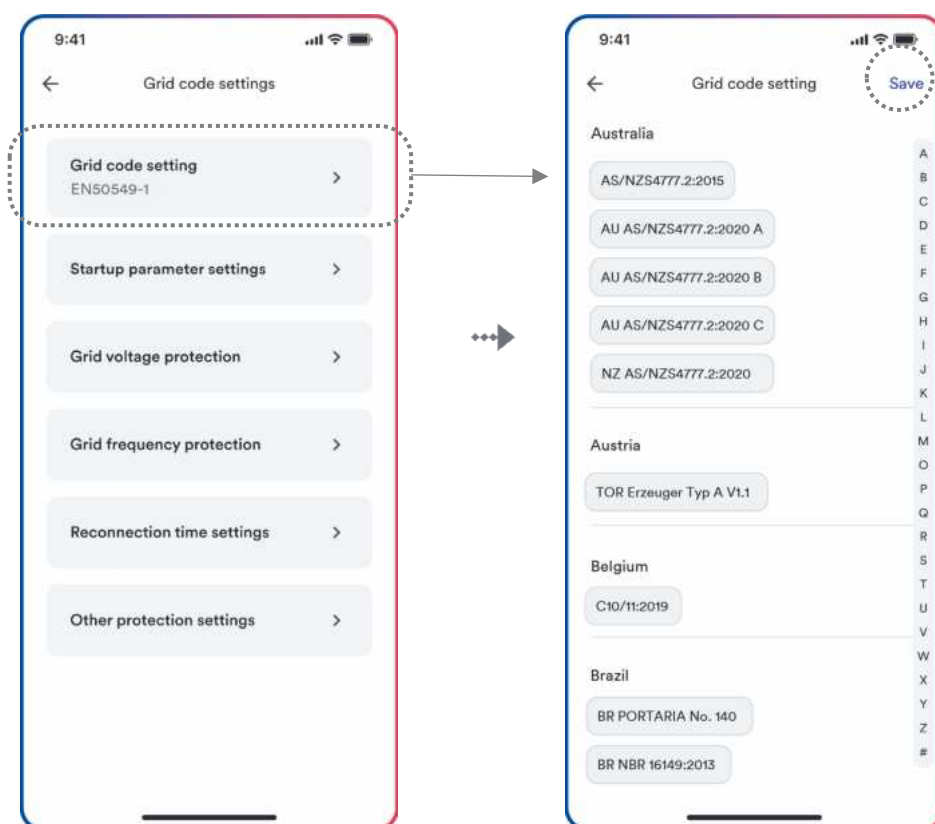 9:41
Grid code settings
Grid code setting
EN50549-1
Startup parameter settings
Grid voltage protection
Grid frequency protection
Reconnection time settings
Other protection settings
9:41
Grid code setting
Save
Australia
AS/NZS4777.2:2015
AU AS/NZS4777.2:2020 A
AU AS/NZS4777.2:2020 B
AU AS/NZS4777.2:2020 C
NZ AS/NZS4777.2:2020
Austria
TOR Erzeuger Typ A V1.1
Belgium
C10/11:2019
Brazil
BR PORTARIA No. 140
BR NBR 16149:2013
A
B
C
D
E
F
G
H
I
J
K
L
M
O
P
Q
R
S
T
U
V
W
X
Y
Z
#